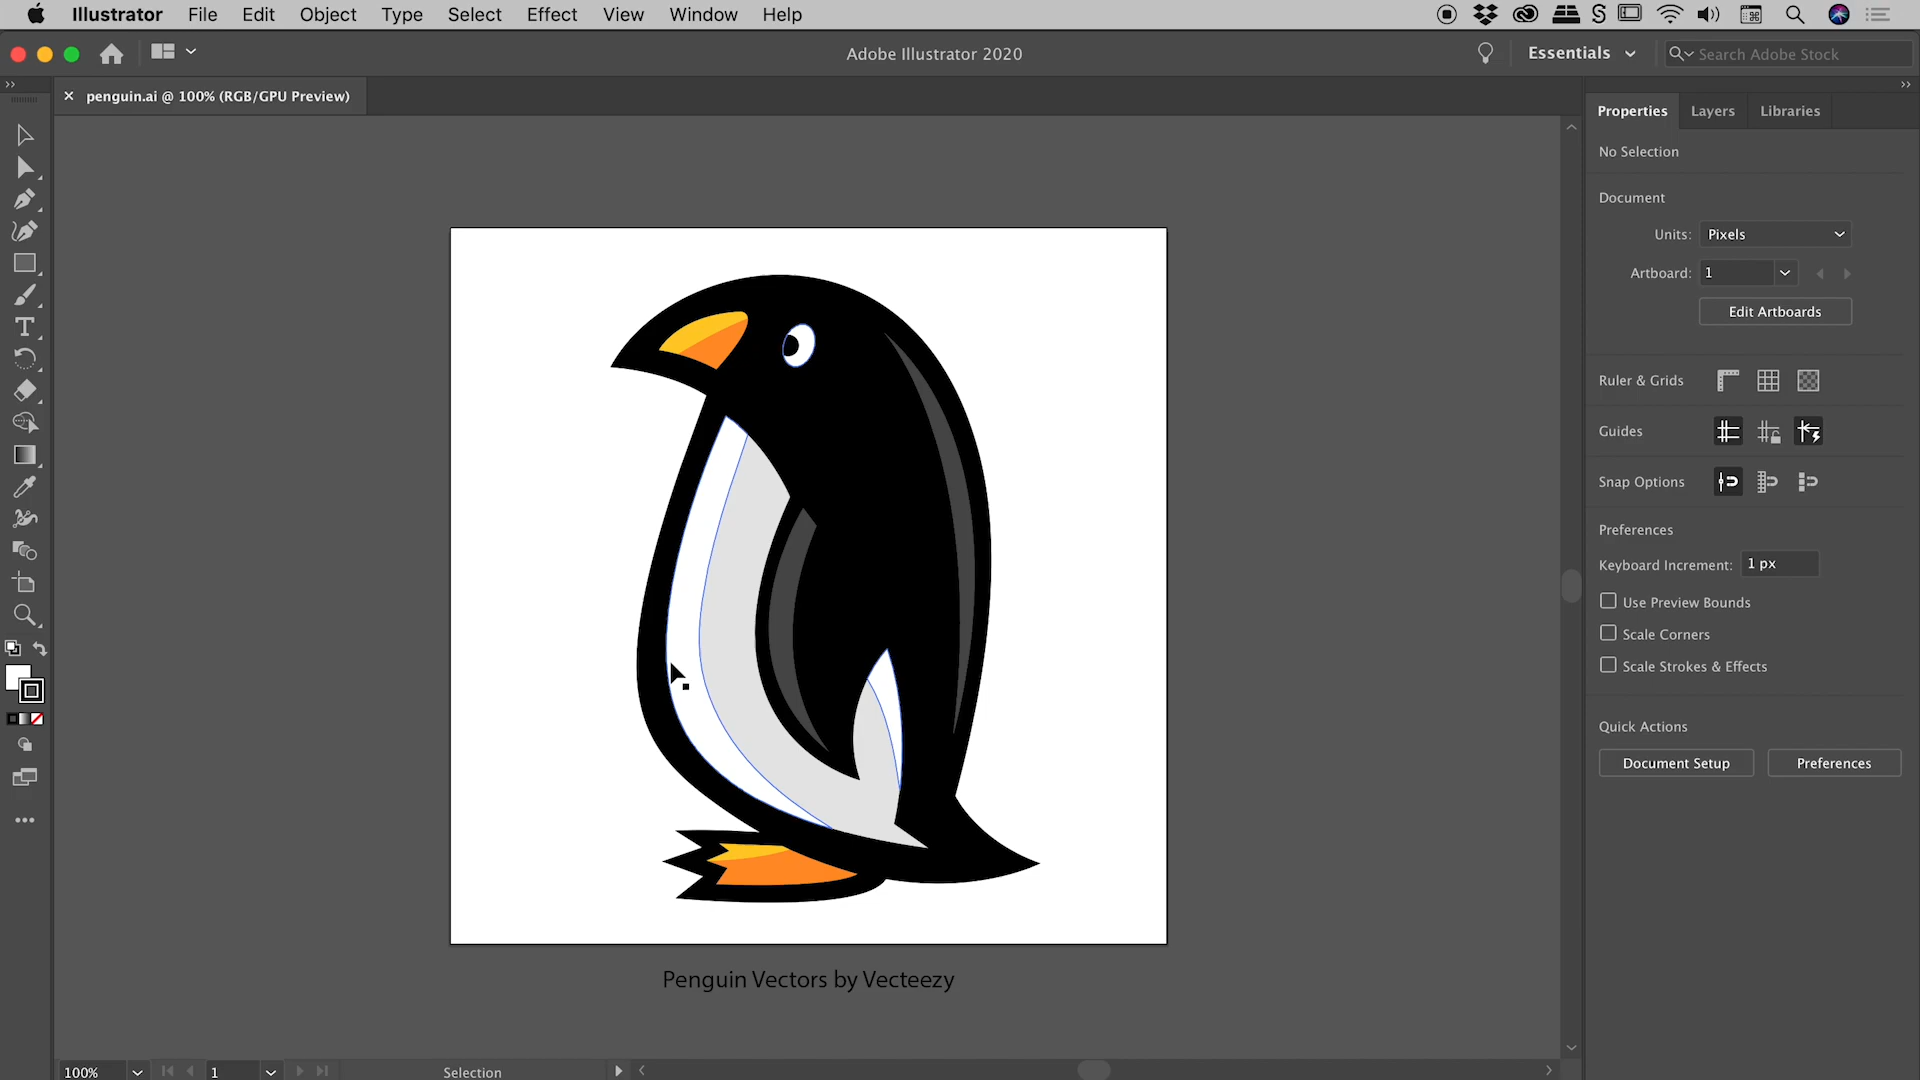 Illustrator File Edit Object Type Select Effect View Window Help
Adobe Illustrator 2020
Essentials
Search Adobe Stock
penguin.ai @ 100% (RGB/GPU Preview)
Properties Layers Libraries
No Selection
Document
Units: Pixels
Artboard: 1
Edit Artboards
Ruler & Grids
Guides
Snap Options
Preferences
Keyboard Increment: 1 px
Use Preview Bounds
Scale Corners
Scale Strokes & Effects
Quick Actions
Document Setup Preferences
Penguin Vectors by Vecteezy
100% 1 Selection